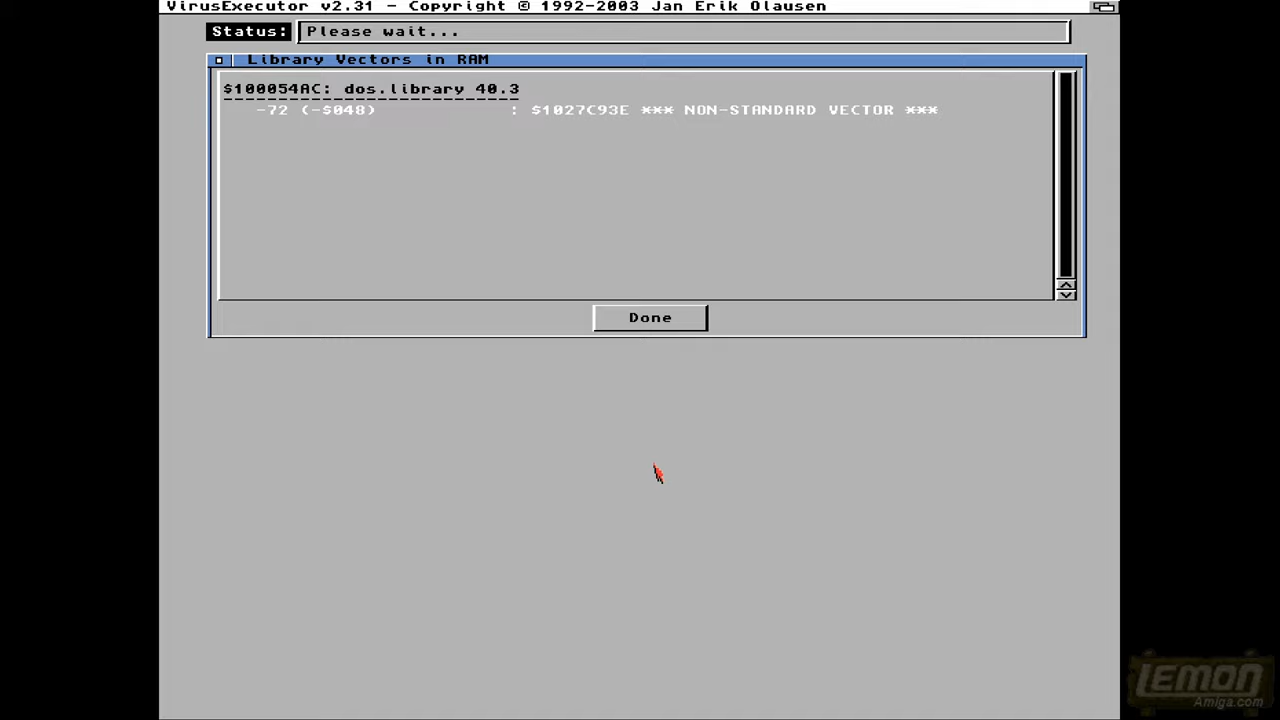 VirusExecutor v2.31 - Copyright © 1992-2003 Jan Erik Olausen
Status: Please wait...
Library Vectors in RAM
$100054AC: dos.library 40.3
-72 (-$048) : $1027C93E *** NON-STANDARD VECTOR ***
Done
LEMON
Amiga.com